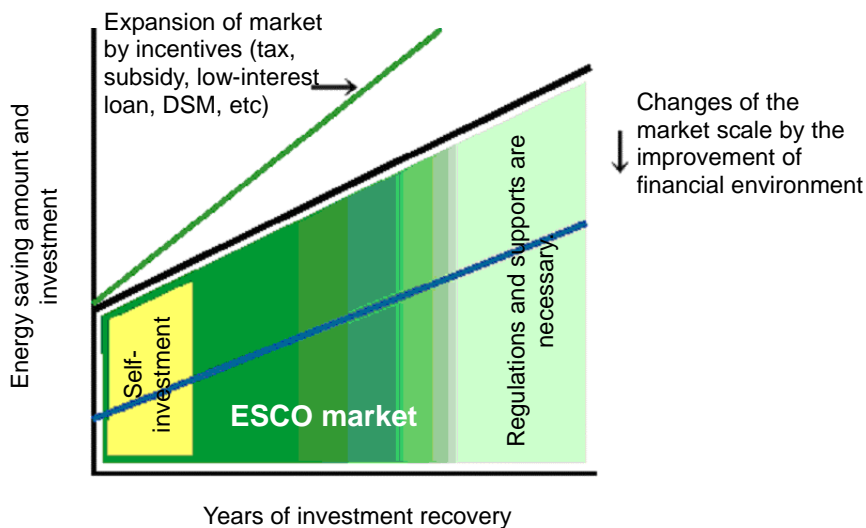 Expansion of market
by incentives (tax,
subsidy, low-interest
loan, DSM, etc)
Changes of the
market scale by the
improvement of
financial environment
Energy saving amount and
investment
Self-
investment
ESCO market
Regulations and supports are
necessary.
Years of investment recovery